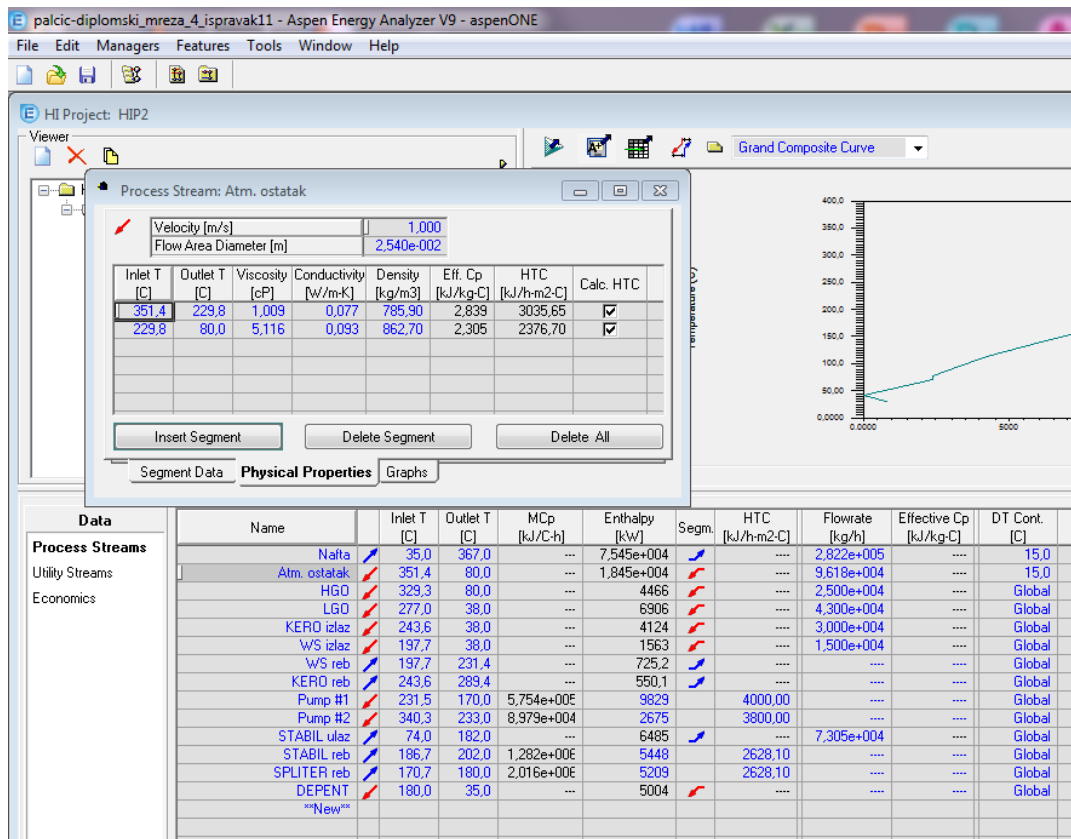 palcic-diplomski_mreza_4_ispravak11 - Aspen Energy Analyzer V9 - aspenONE
File Edit Managers Features Tools Window Help
HI Project: HIP2
Viewer
Grand Composite Curve
Process Stream: Atm. ostatak
Velocity [m/s] 1,000
Flow Area Diameter [m] 2,540e-002
Inlet T Outlet T Viscosity Conductivity Density Eff. Cp HTC Calc. HTC
[C] [C] [cP] [W/m-K] [kg/m3] [kJ/kg-C] [kJ/h-m2-C]
351,4 229,8 1,009 0,077 785,90 2,839 3035,65
229,8 80,0 5,116 0,093 862,70 2,305 2376,70
Insert Segment Delete Segment Delete All
Segment Data Physical Properties Graphs
400,0
350,0
300,0
250,0
200,0
150,0
100,0
50,00
0,0000
0,0000 5000
Data
Process Streams
Utility Streams
Economics
Name Inlet T Outlet T MCp Enthalpy Segm. HTC Flowrate Effective Cp DT Cont.
[C] [C] [kJ/C-h] [kW] [kJ/h-m2-C] [kg/h] [kJ/kg-C] [C]
Nafta 35,0 367,0 --- 7,545e+004 ---- 2,822e+005 ---- 15,0
Atm. ostatak 351,4 80,0 --- 1,845e+004 ---- 9,618e+004 ---- 15,0
HGO 329,3 80,0 --- 4466 ---- 2,500e+004 ---- Global
LGO 277,0 38,0 --- 6906 ---- 4,300e+004 ---- Global
KERO izlaz 243,6 38,0 --- 4124 ---- 3,000e+004 ---- Global
WS izlaz 197,7 38,0 --- 1563 ---- 1,500e+004 ---- Global
WS reb 197,7 231,4 --- 725,2 ---- ---- ---- Global
KERO reb 243,6 289,4 --- 550,1 ---- ---- ---- Global
Pump #1 231,5 170,0 5,754e+005 9829 4000,00 ---- ---- Global
Pump #2 340,3 233,0 8,979e+004 2675 3800,00 ---- ---- Global
STABIL ulaz 74,0 182,0 --- 6485 ---- 7,305e+004 ---- Global
STABIL reb 186,7 202,0 1,282e+006 5448 2628,10 ---- ---- Global
SPLITER reb 170,7 180,0 2,016e+006 5209 2628,10 ---- ---- Global
DEPENT 180,0 35,0 --- 5004 ---- ---- ---- Global
**New**